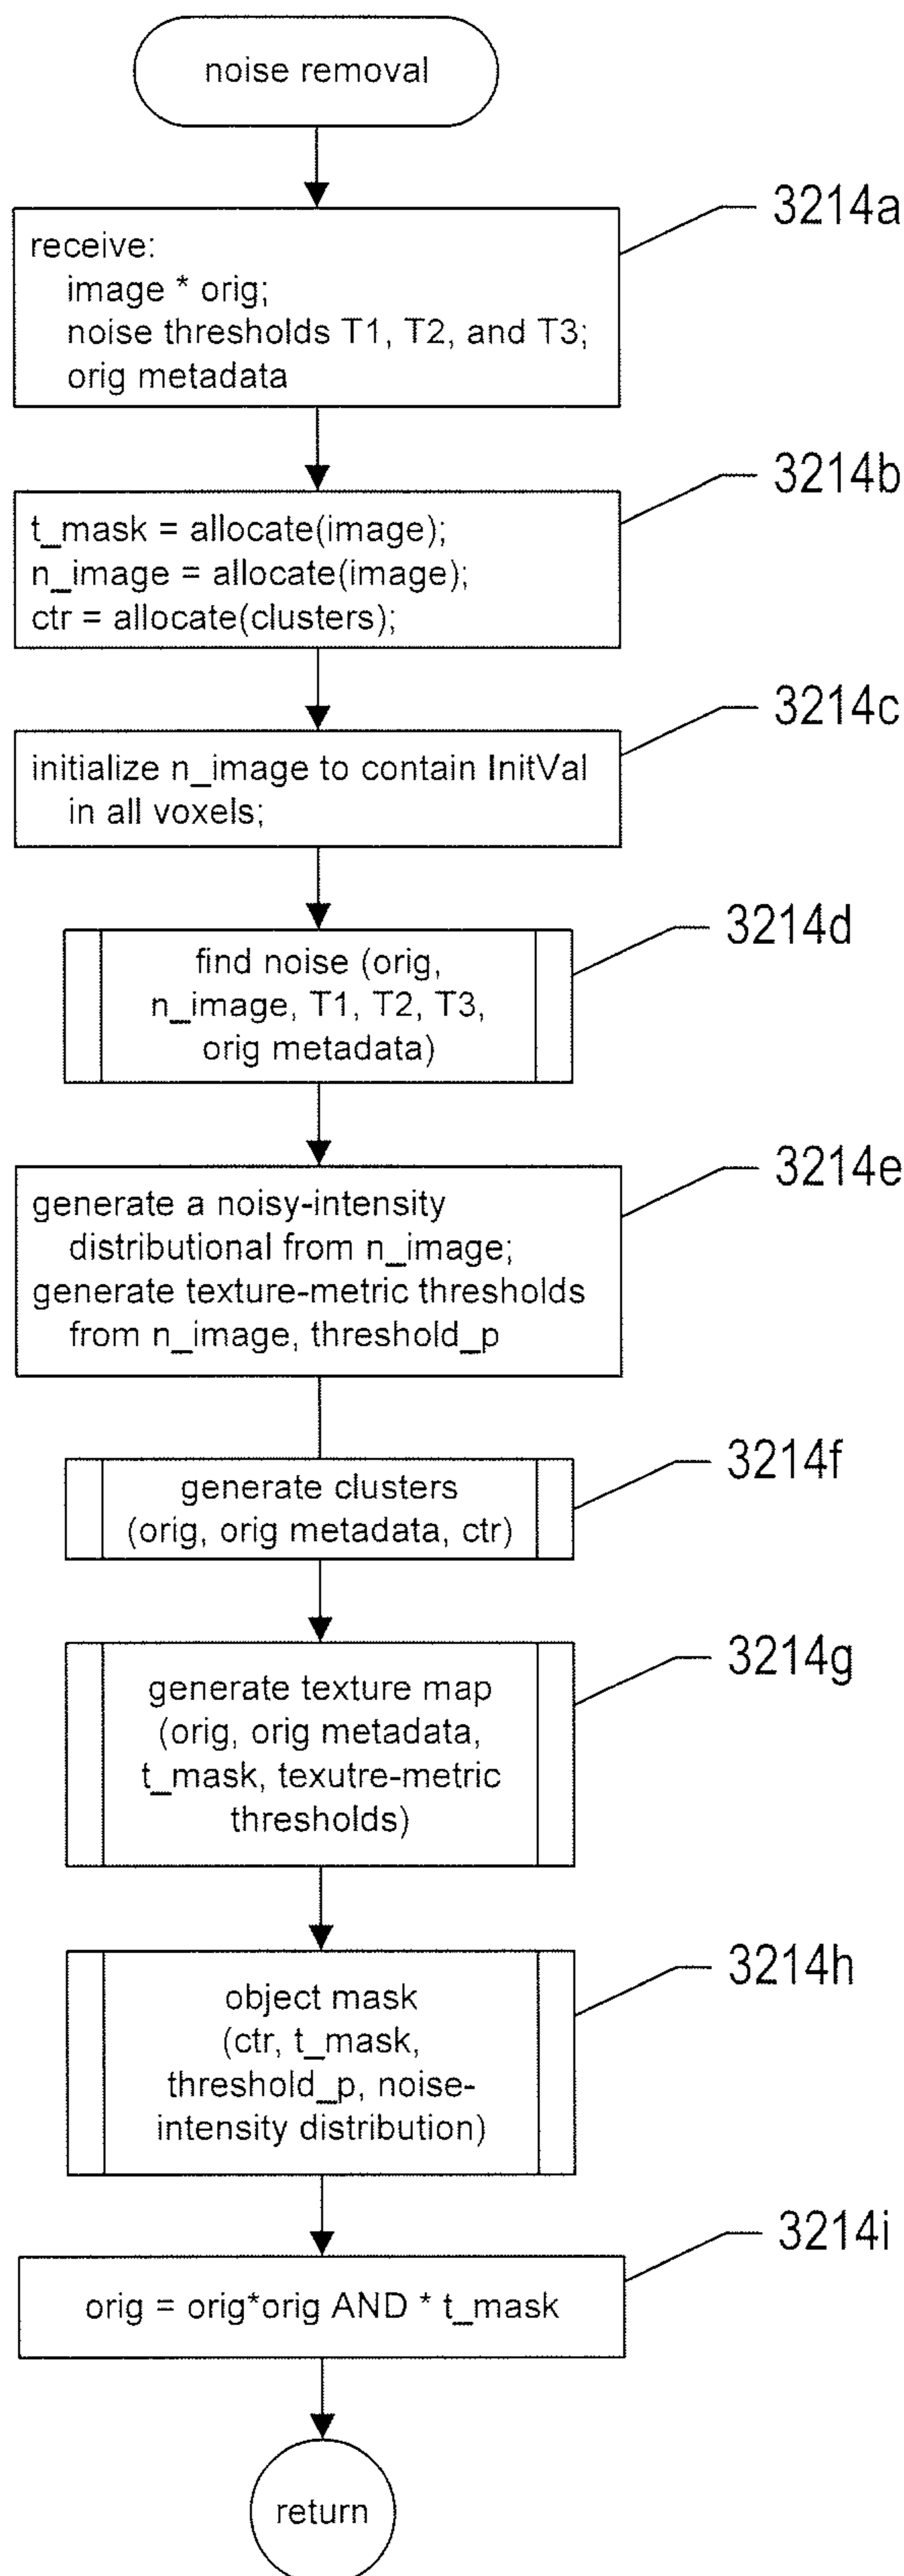 noise removal
3214a
receive:
image * orig;
noise thresholds T1, T2, and T3;
orig metadata
3214b
t_mask = allocate(image);
n_image = allocate(image);
ctr = allocate(clusters);
3214c
initialize n_image to contain InitVal
in all voxels;
3214d
find noise (orig,
n_image, T1, T2, T3,
orig metadata)
3214e
generate a noisy-intensity
distributional from n_image;
generate texture-metric thresholds
from n_image, threshold_p
3214f
generate clusters
(orig, orig metadata, ctr)
3214g
generate texture map
(orig, orig metadata,
t_mask, texutre-metric
thresholds)
3214h
object mask
(ctr, t_mask,
threshold_p, noise-
intensity distribution)
3214i
orig = orig*orig AND * t_mask
return